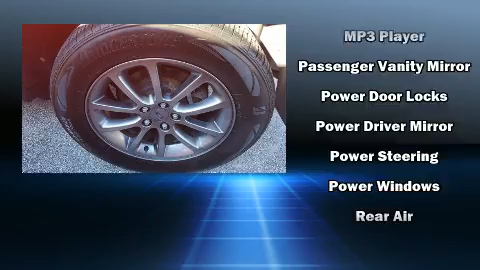 MP3 Player
Passenger Vanity Mirror
Power Door Locks
Power Driver Mirror
Power Steering
Power Windows
Rear Air